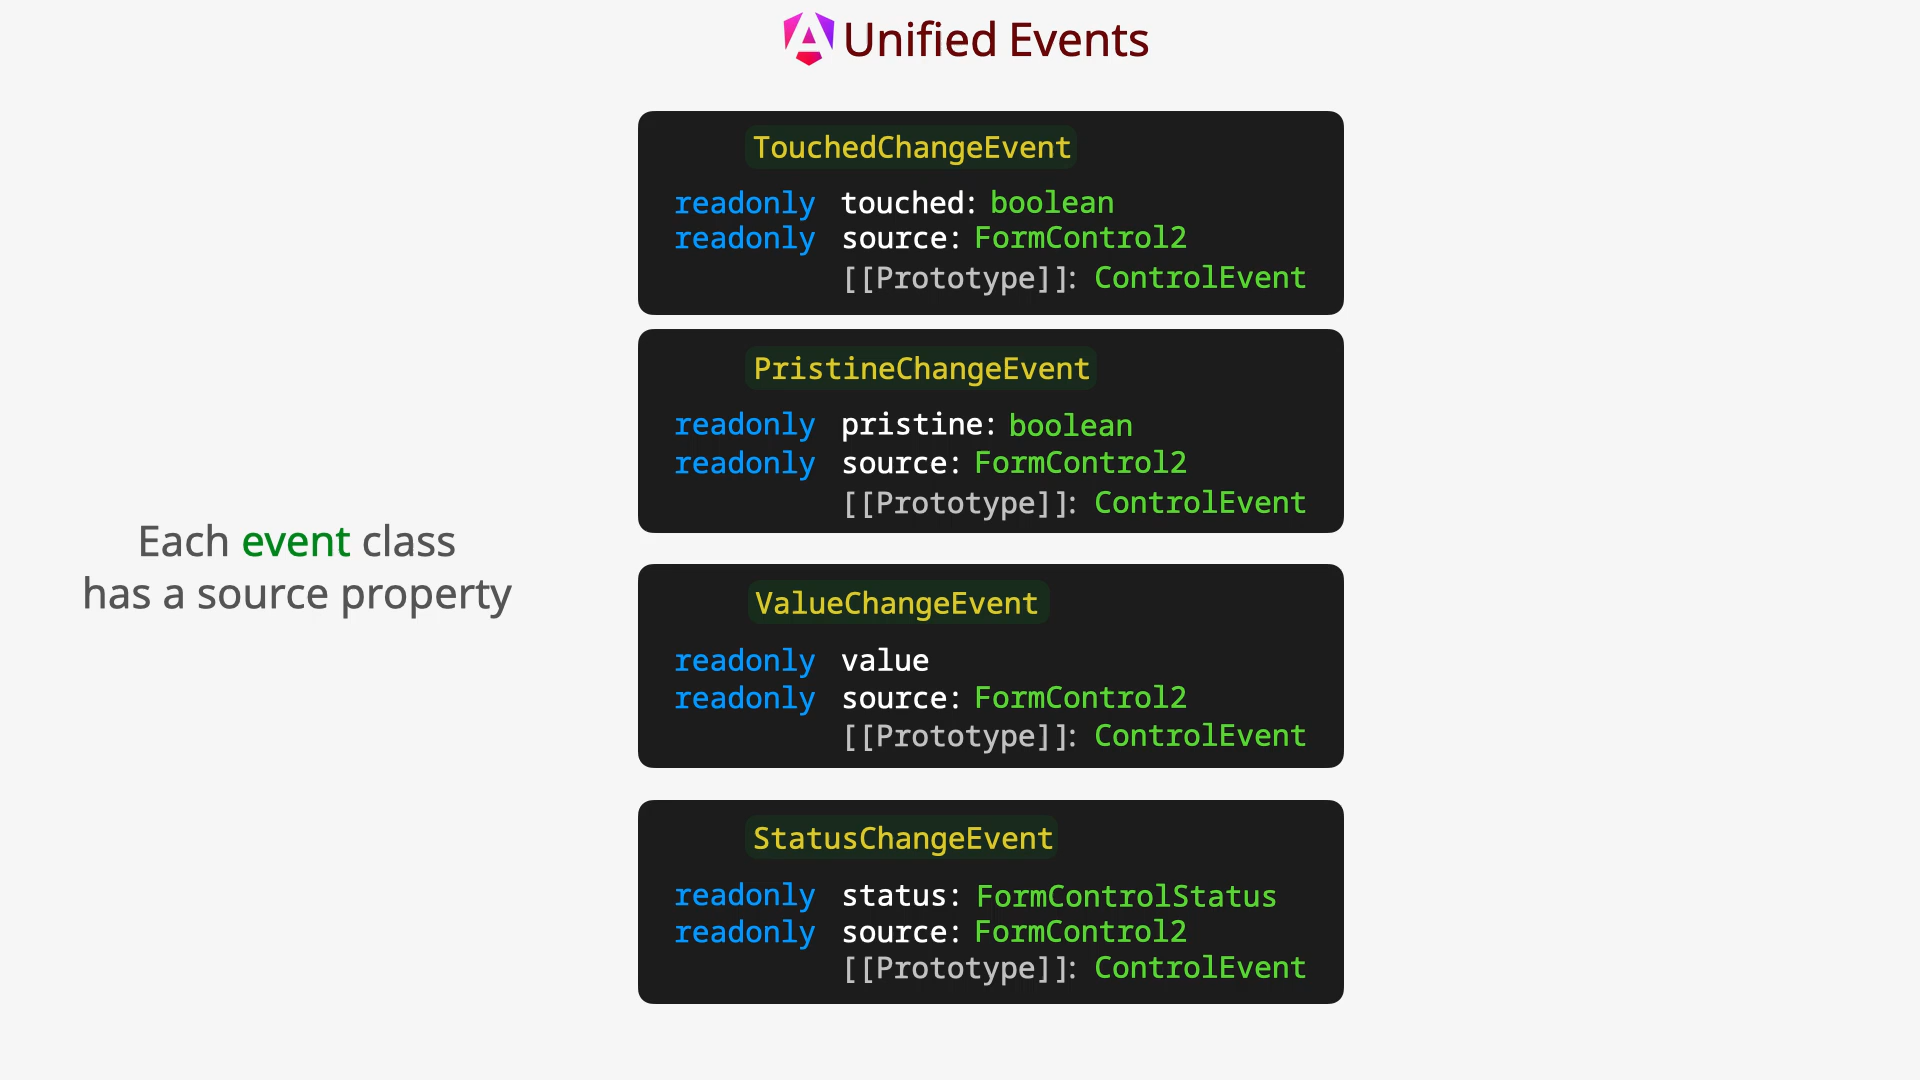 Unified Events
TouchedChangeEvent
readonly touched: boolean
readonly source: FormControl2
[[Prototype]]: ControlEvent
PristineChangeEvent
readonly pristine: boolean
readonly source: FormControl2
[[Prototype]]: ControlEvent
Each event class
has a source property
ValueChangeEvent
readonly value
readonly source: FormControl2
[[Prototype]]: ControlEvent
StatusChangeEvent
readonly status: FormControlStatus
readonly source: FormControl2
[[Prototype]]: ControlEvent